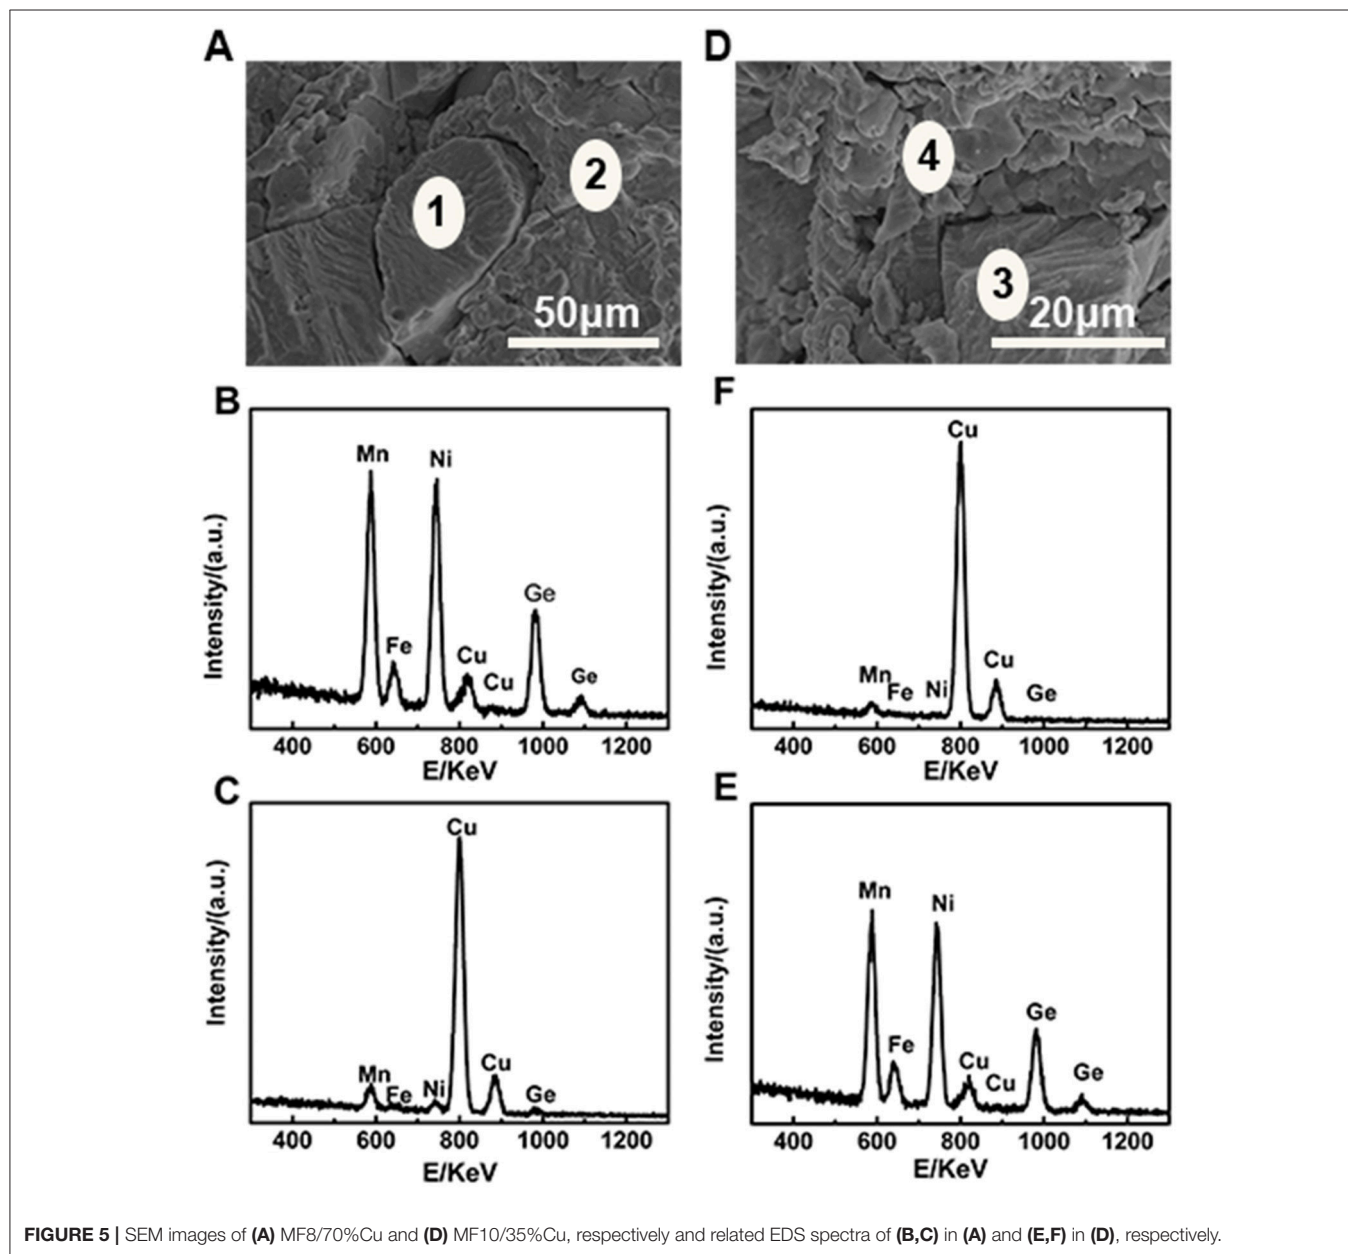 A
D
1
2
50μm
4
3
20μm
B
Mn
Ni
Ge
Fe
Cu
Cu
Ge
Intensity/(a.u.)
400 600 800 1000 1200
E/KeV
F
Cu
Mn
Fe
Ni
Cu
Ge
Intensity/(a.u.)
400 600 800 1000 1200
E/KeV
C
Cu
Mn
Fe
Ni
Cu
Ge
Intensity/(a.u.)
400 600 800 1000 1200
E/KeV
E
Mn
Ni
Ge
Fe
Cu
Cu
Ge
Intensity/(a.u.)
400 600 800 1000 1200
E/KeV
FIGURE 5 | SEM images of (A) MF8/70%Cu and (D) MF10/35%Cu, respectively and related EDS spectra of (B,C) in (A) and (E,F) in (D), respectively.